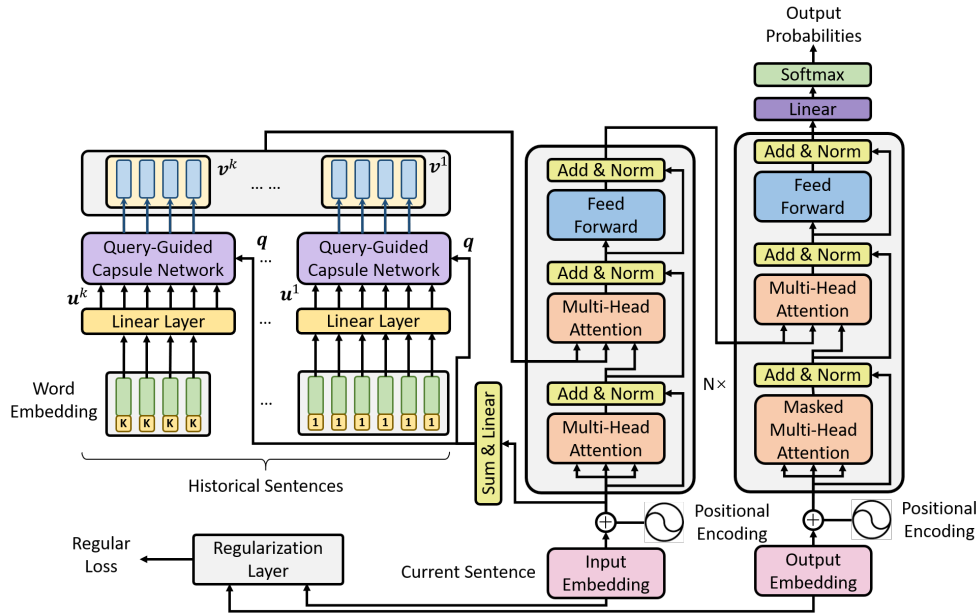 Output
Probabilities
Softmax
Linear
Add & Norm
Feed
Forward
Add & Norm
Multi-Head
Attention
Add & Norm
Masked
Multi-Head
Attention
N×
Positional
Encoding
Output
Embedding
Add & Norm
Feed
Forward
Add & Norm
Multi-Head
Attention
Add & Norm
Multi-Head
Attention
Positional
Encoding
Input
Embedding
Current Sentence
Sum & Linear
v^k
... ...
v^1
Query-Guided
Capsule Network
q
...
Query-Guided
Capsule Network
q
u^k
u^1
Linear Layer
...
Linear Layer
Word
Embedding
K K K K
...
1 1 1 1 1 1
Historical Sentences
Regular
Loss
Regularization
Layer